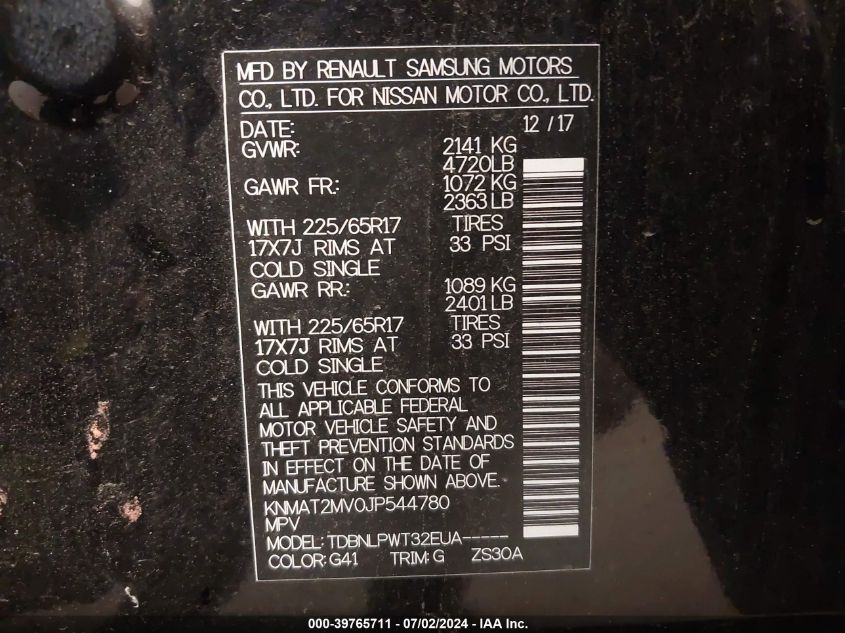 MFD BY RENAULT SAMSUNG MOTORS
CO., LTD. FOR NISSAN MOTOR CO., LTD.
DATE: 12 / 17
GVWR: 2141 KG
4720LB
GAWR FR.: 1072 KG
2363LB
WITH 225/65R17 TIRES
17X7J RIMS AT 33 PSI
COLD SINGLE
GAWR RR.: 1089 KG
2401LB
WITH 225/65R17 TIRES
17X7J RIMS AT 33 PSI
COLD SINGLE
THIS VEHICLE CONFORMS TO
ALL APPLICABLE FEDERAL
MOTOR VEHICLE SAFETY AND
THEFT PREVENTION STANDARDS
IN EFFECT ON THE DATE OF
MANUFACTURE SHOWN ABOVE.
KNMAT2MV0JP544780
MPV
MODEL: TDBNLPWT32EUA-----
COLOR: G41 TRIM: G ZS30A
000-39765711 - 07/02/2024 - IAA Inc.